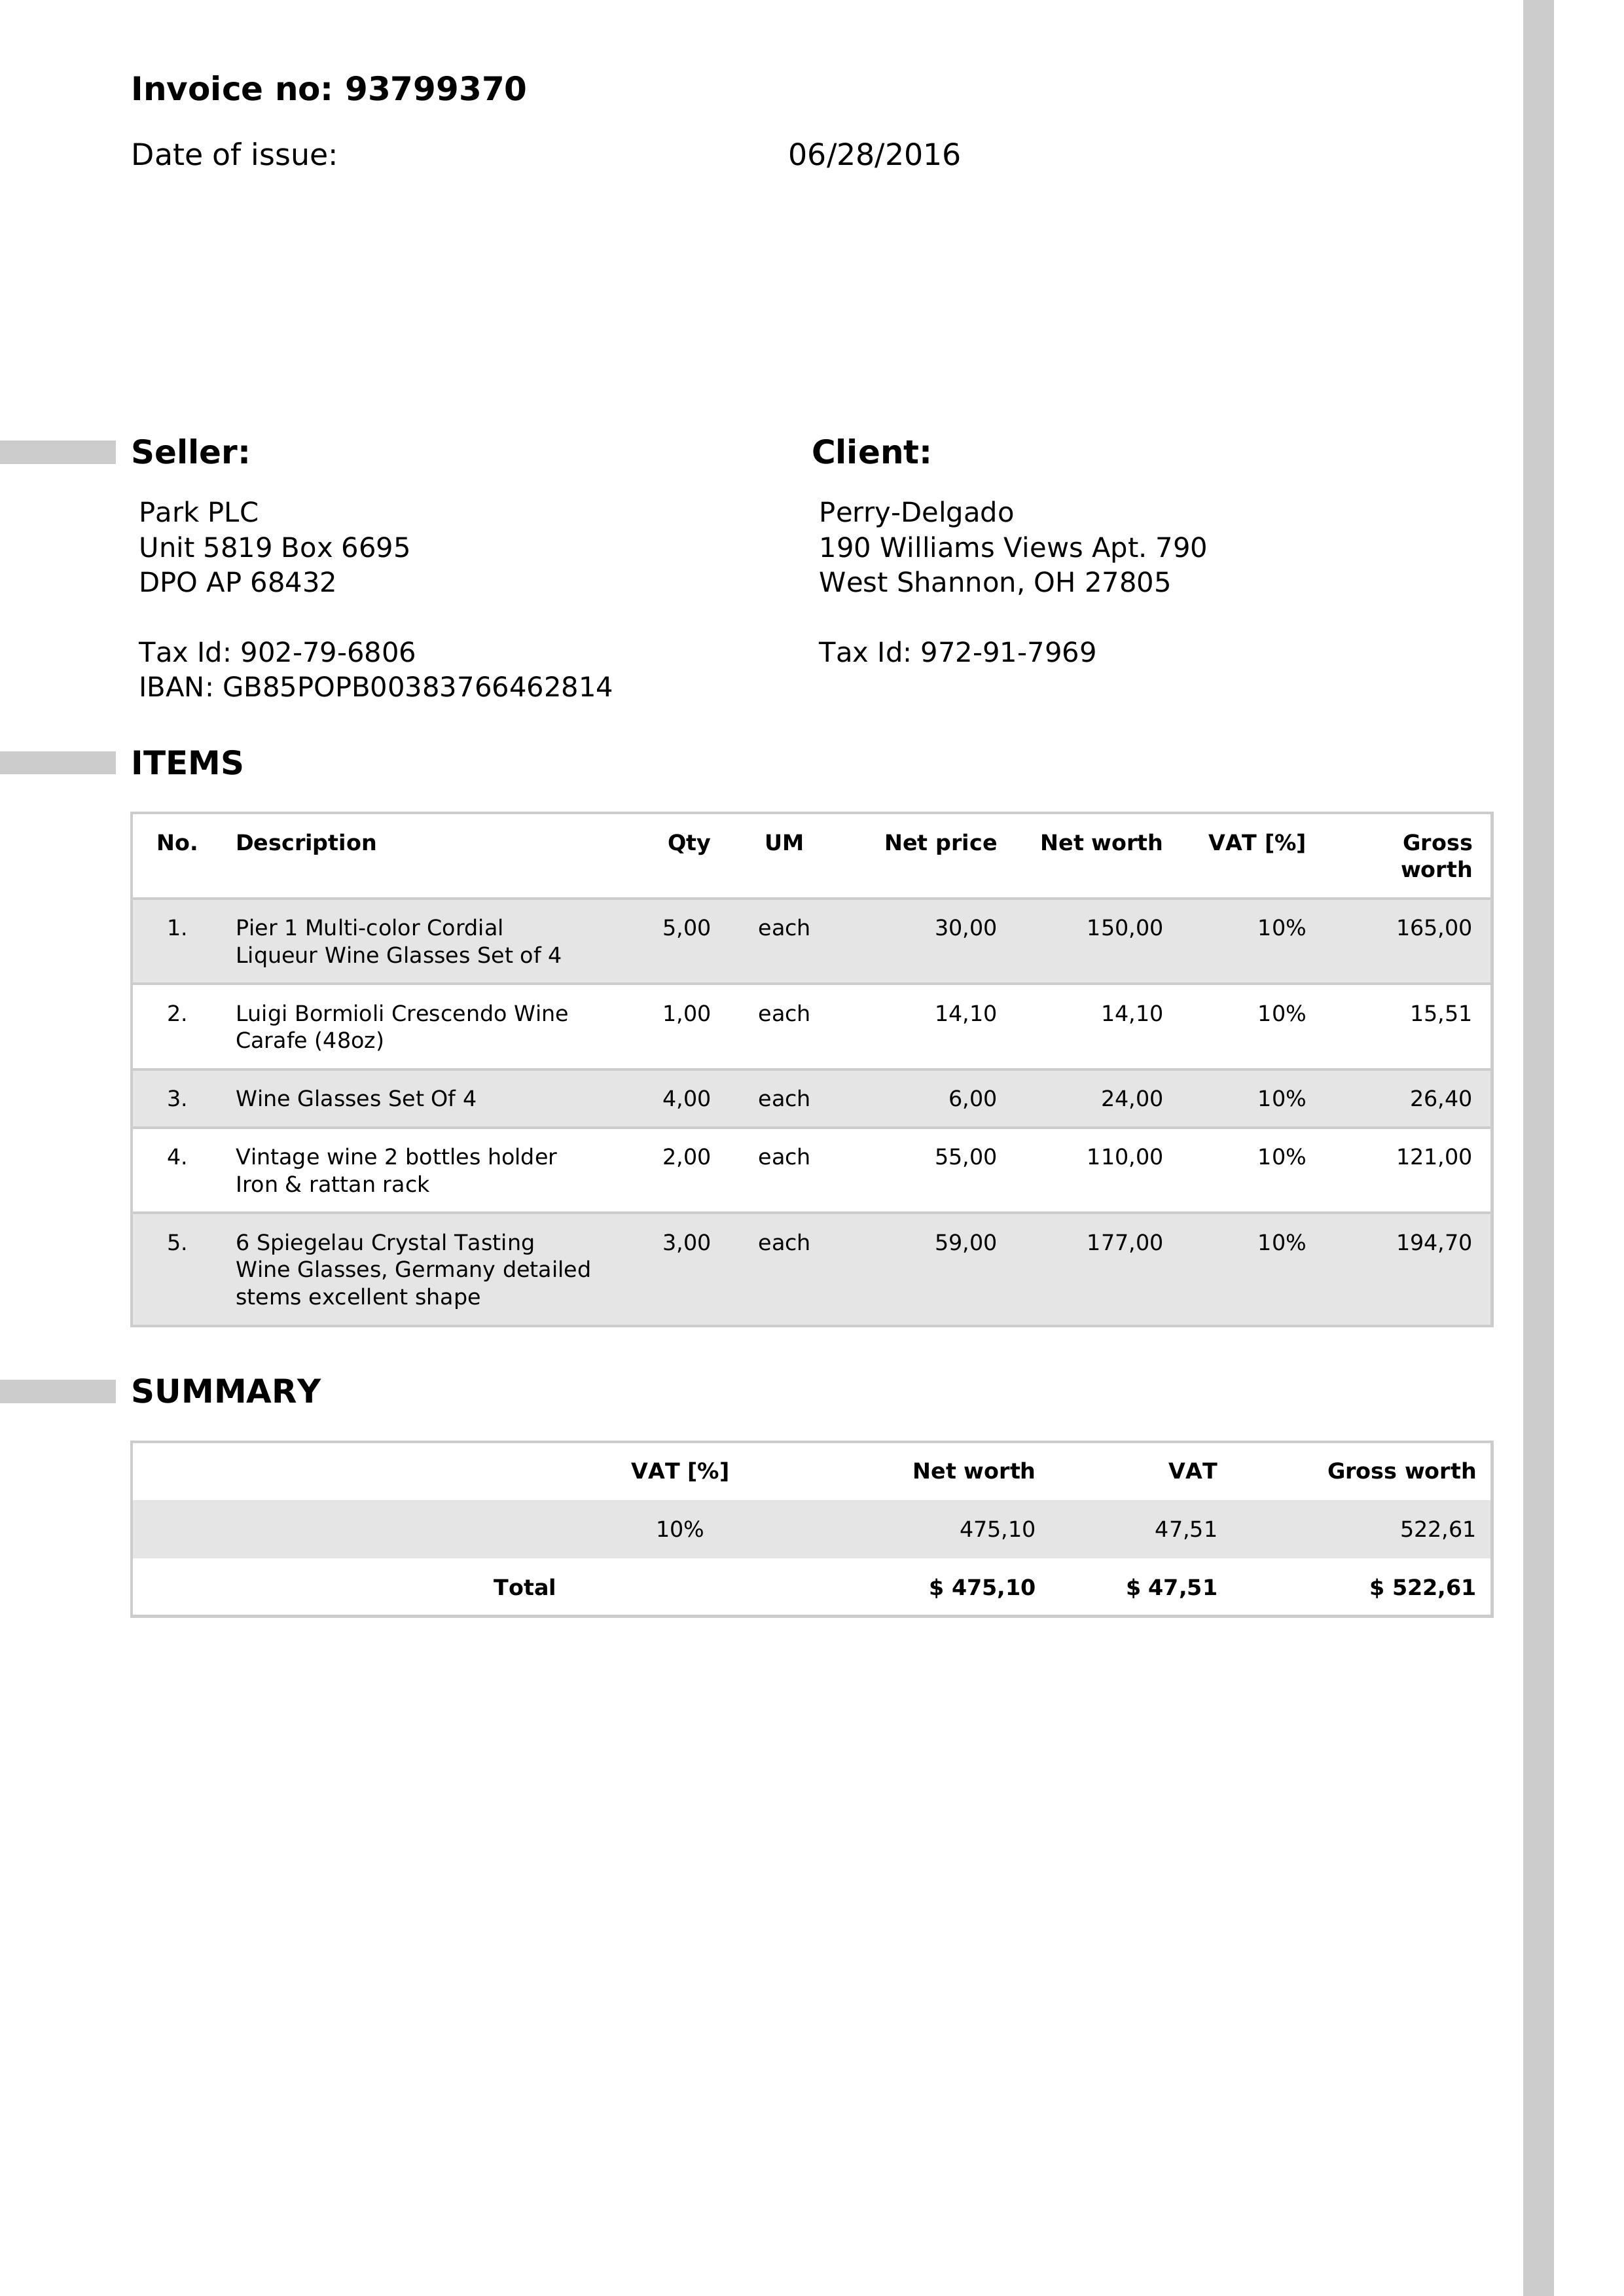 Invoice no: 93799370
Date of issue: 06/28/2016
Seller:
Park PLC
Unit 5819 Box 6695
DPO AP 68432
Tax Id: 902-79-6806
IBAN: GB85POPB00383766462814
Client:
Perry-Delgado
190 Williams Views Apt. 790
West Shannon, OH 27805
Tax Id: 972-91-7969
ITEMS
No. Description Qty UM Net price Net worth VAT [%] Gross
worth
1. Pier 1 Multi-color Cordial 5,00 each 30,00 150,00 10% 165,00
Liqueur Wine Glasses Set of 4
2. Luigi Bormioli Crescendo Wine 1,00 each 14,10 14,10 10% 15,51
Carafe (48oz)
3. Wine Glasses Set Of 4 4,00 each 6,00 24,00 10% 26,40
4. Vintage wine 2 bottles holder 2,00 each 55,00 110,00 10% 121,00
Iron & rattan rack
5. 6 Spiegelau Crystal Tasting 3,00 each 59,00 177,00 10% 194,70
Wine Glasses, Germany detailed
stems excellent shape
SUMMARY
VAT [%] Net worth VAT Gross worth
10% 475,10 47,51 522,61
Total $ 475,10 $ 47,51 $ 522,61